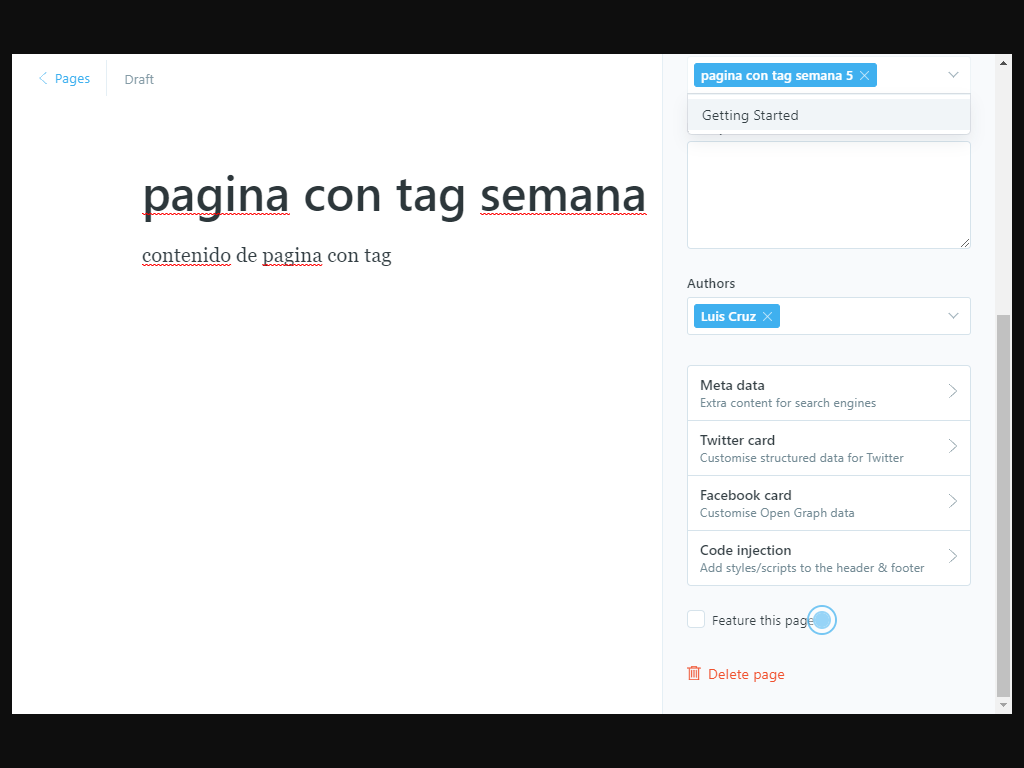 Pages
Draft
pagina con tag semana
contenido de pagina con tag
pagina con tag semana 5
Getting Started
Authors
Luis Cruz
Meta data
Extra content for search engines
Twitter card
Customise structured data for Twitter
Facebook card
Customise Open Graph data
Code injection
Add styles/scripts to the header & footer
Feature this page
Delete page